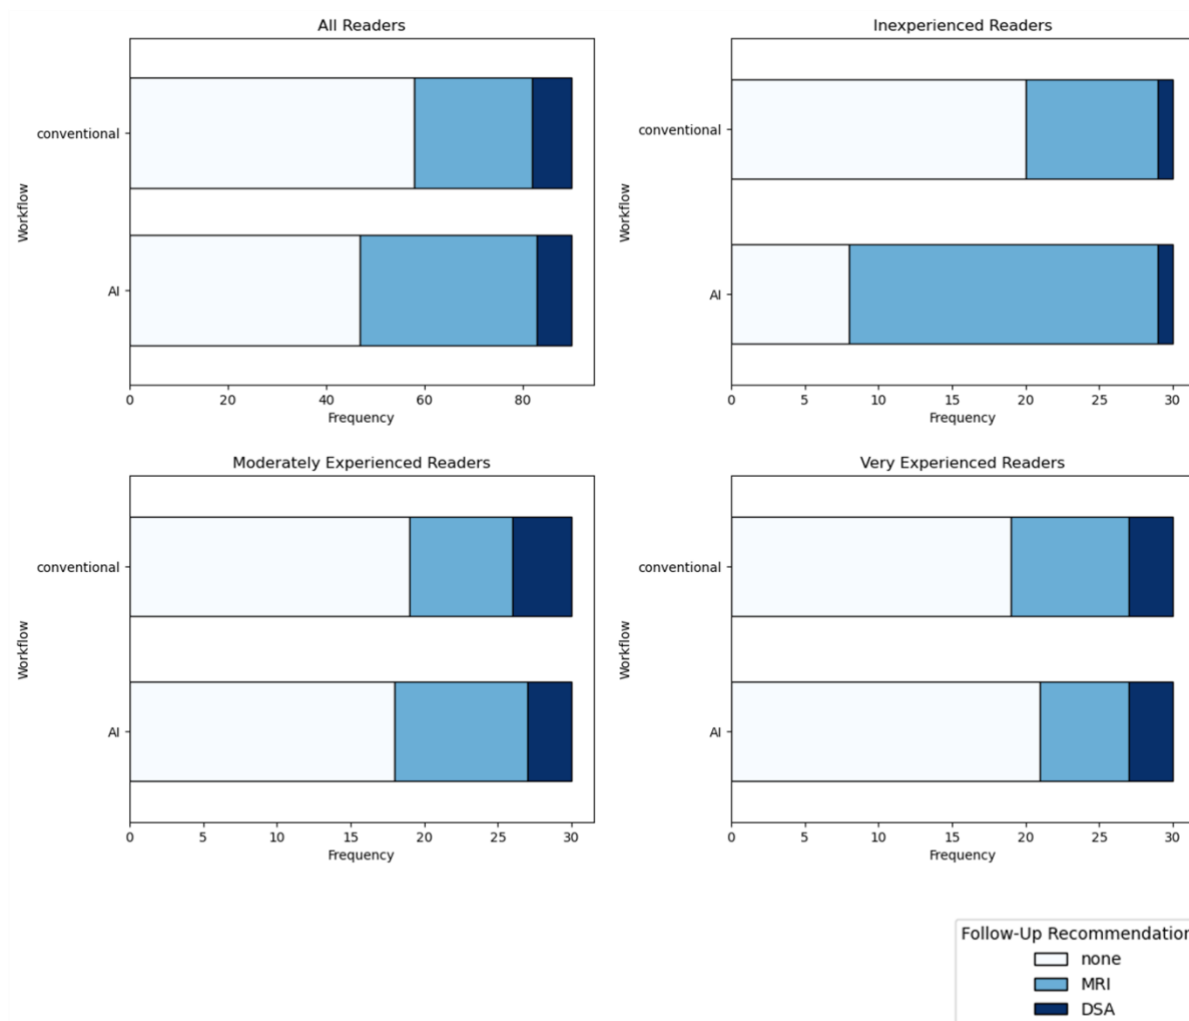 All Readers
conventional
AI
Workflow
0 20 40 60 80
Frequency
Inexperienced Readers
conventional
AI
Workflow
0 5 10 15 20 25 30
Frequency
Moderately Experienced Readers
conventional
AI
Workflow
0 5 10 15 20 25 30
Frequency
Very Experienced Readers
conventional
AI
Workflow
0 5 10 15 20 25 30
Frequency
Follow-Up Recommendation
none
MRI
DSA